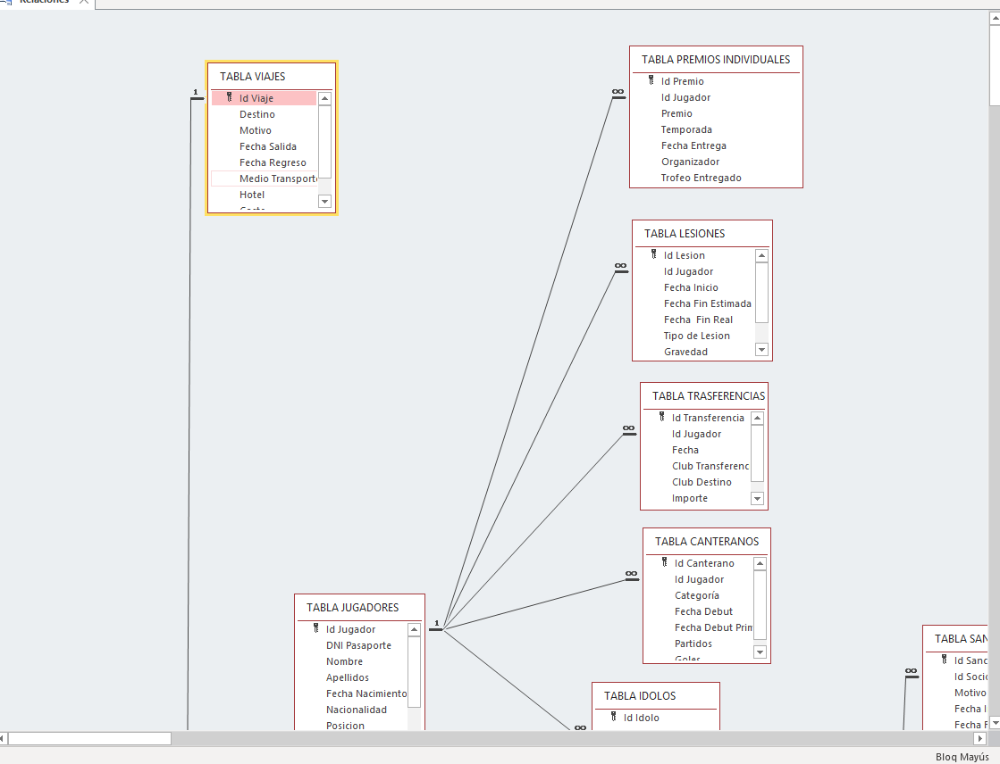 Relaciones
TABLA VIAJES
1
Id Viaje
Destino
Motivo
Fecha Salida
Fecha Regreso
Medio Transporte
Hotel
TABLA PREMIOS INDIVIDUALES
∞
Id Premio
Id Jugador
Premio
Temporada
Fecha Entrega
Organizador
Trofeo Entregado
TABLA LESIONES
∞
Id Lesion
Id Jugador
Fecha Inicio
Fecha Fin Estimada
Fecha  Fin Real
Tipo de Lesion
Gravedad
TABLA TRASFERENCIAS
∞
Id Transferencia
Id Jugador
Fecha
Club Transferenc
Club Destino
Importe
TABLA CANTERANOS
∞
Id Canterano
Id Jugador
Categoría
Fecha Debut
Fecha Debut Prim
Partidos
Goles
TABLA JUGADORES
1
Id Jugador
DNI Pasaporte
Nombre
Apellidos
Fecha Nacimiento
Nacionalidad
Posicion
TABLA IDOLOS
∞
Id Idolo
TABLA SAN
∞
Id Sanc
Id Socio
Motivo
Fecha I
Fecha F
Bloq Mayús